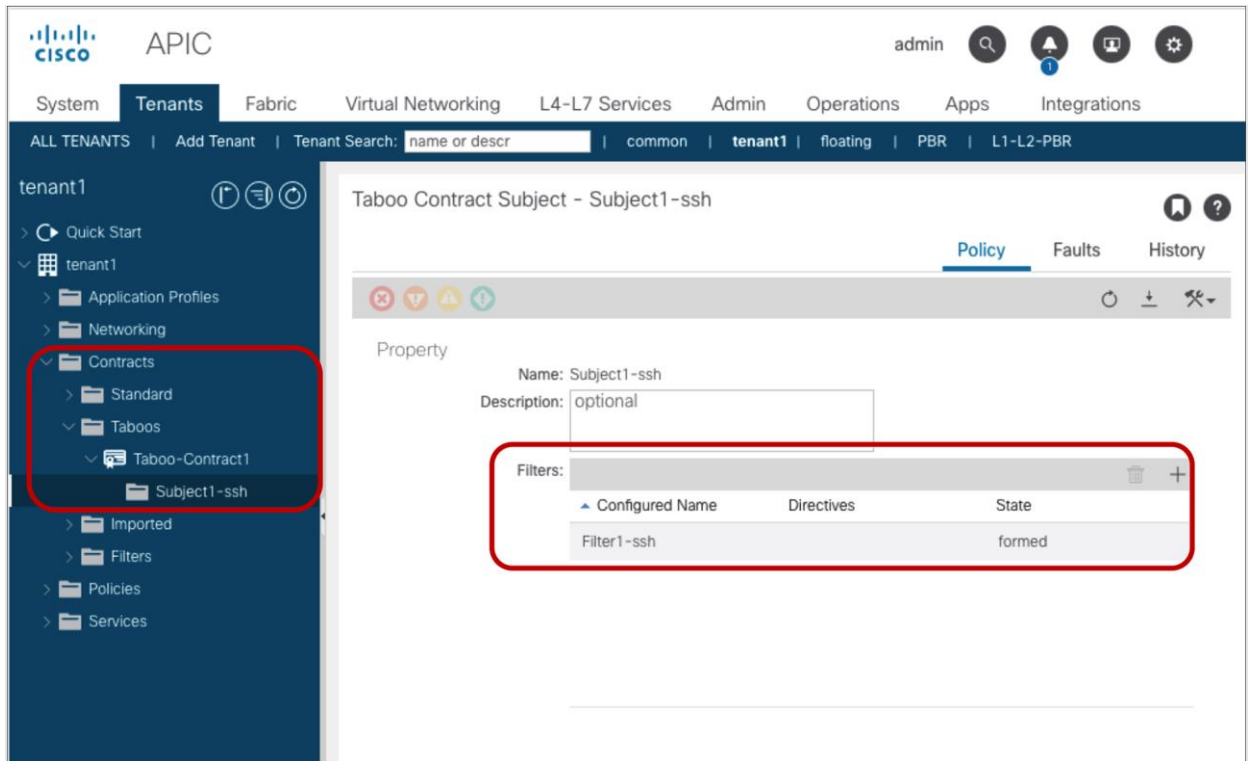 CISCO APIC admin
1
System Tenants Fabric Virtual Networking L4-L7 Services Admin Operations Apps Integrations
ALL TENANTS | Add Tenant | Tenant Search: name or descr | common | tenant1 | floating | PBR | L1-L2-PBR
tenant1
Quick Start
tenant1
Application Profiles
Networking
Contracts
Standard
Taboos
Taboo-Contract1
Subject1-ssh
Imported
Filters
Policies
Services
Taboo Contract Subject - Subject1-ssh
Policy Faults History
Property
Name: Subject1-ssh
Description: optional
Filters:
Configured Name Directives State
Filter1-ssh formed